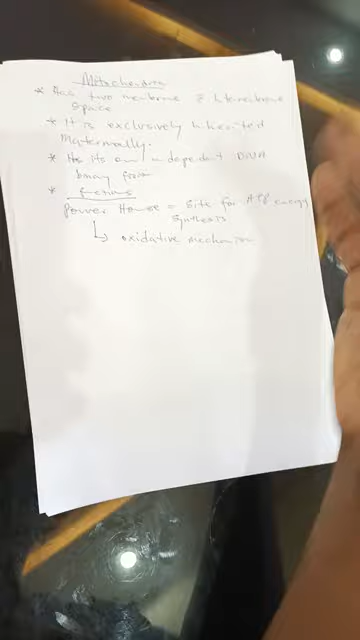 Mitochondria
* Has two membrane & intermembrane
space
* It is exclusively inherited
Maternally.
* Has its own independent DNA
binary
* functions
Power House = Site for ATP energy
Synthesis
↳ oxidative mechanism